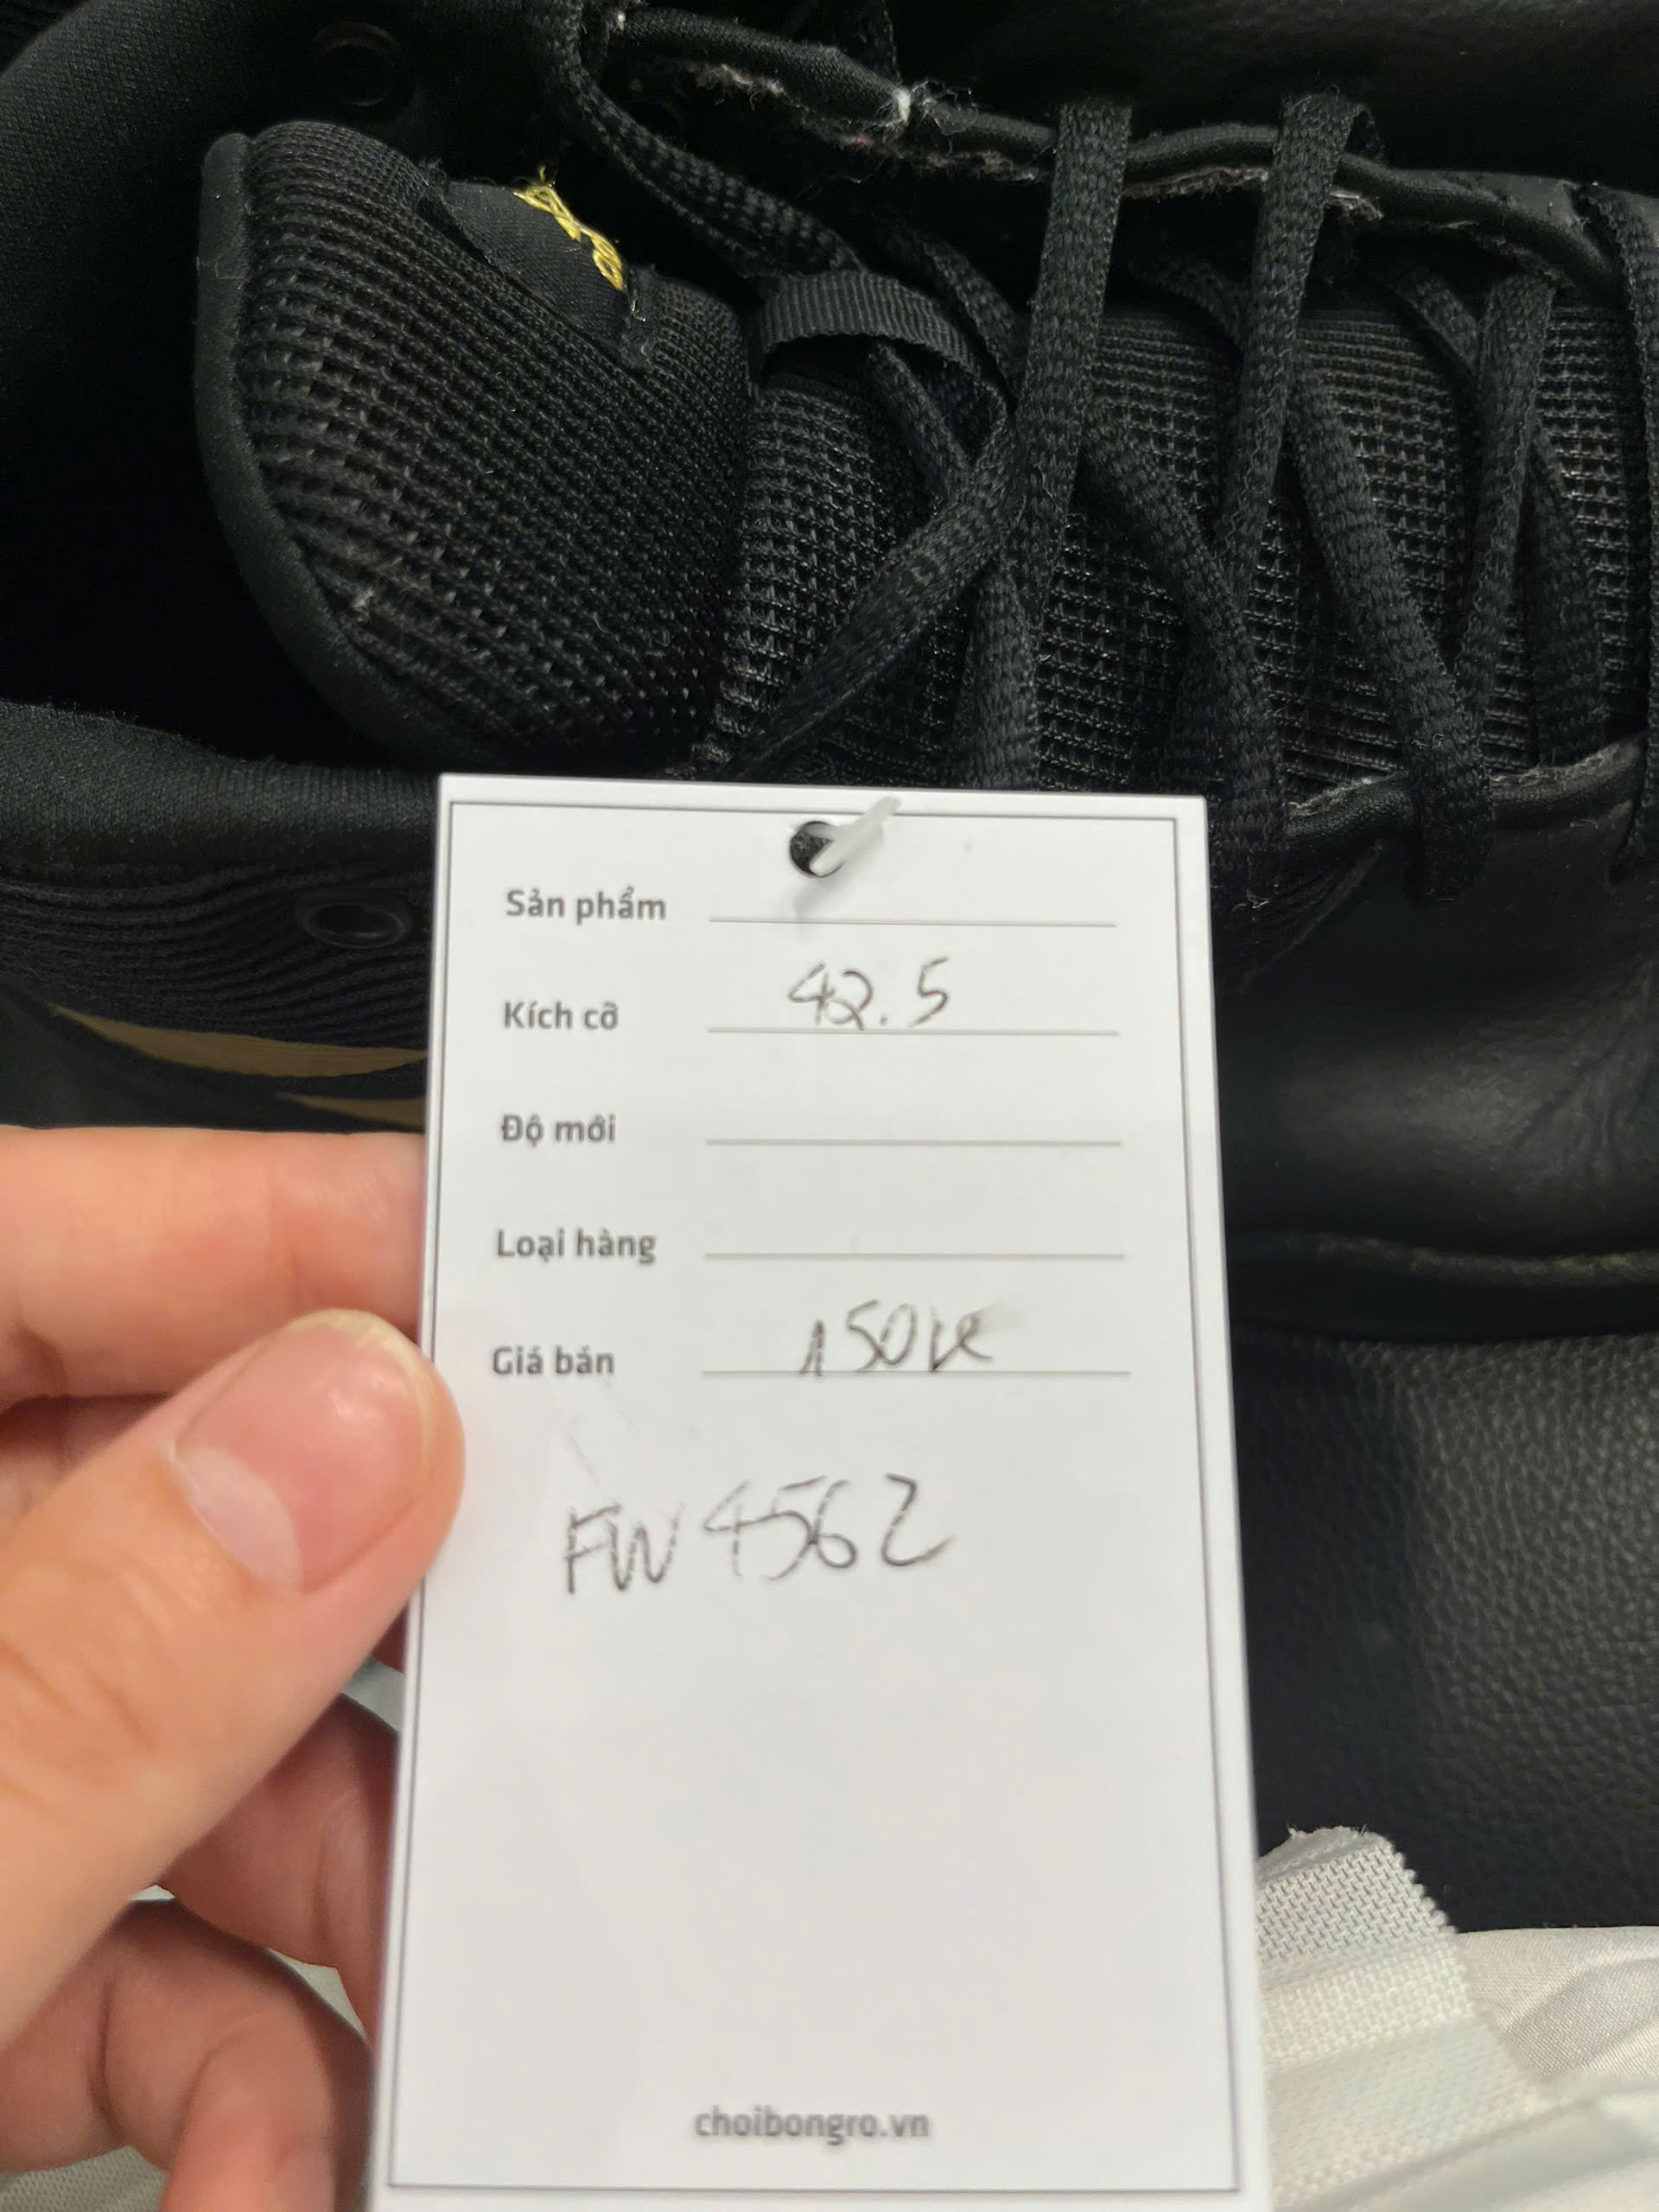 Sản phẩm
Kích cỡ 42.5
Độ mới
Loại hàng
Giá bán 150k
FW4562
choibongro.vn